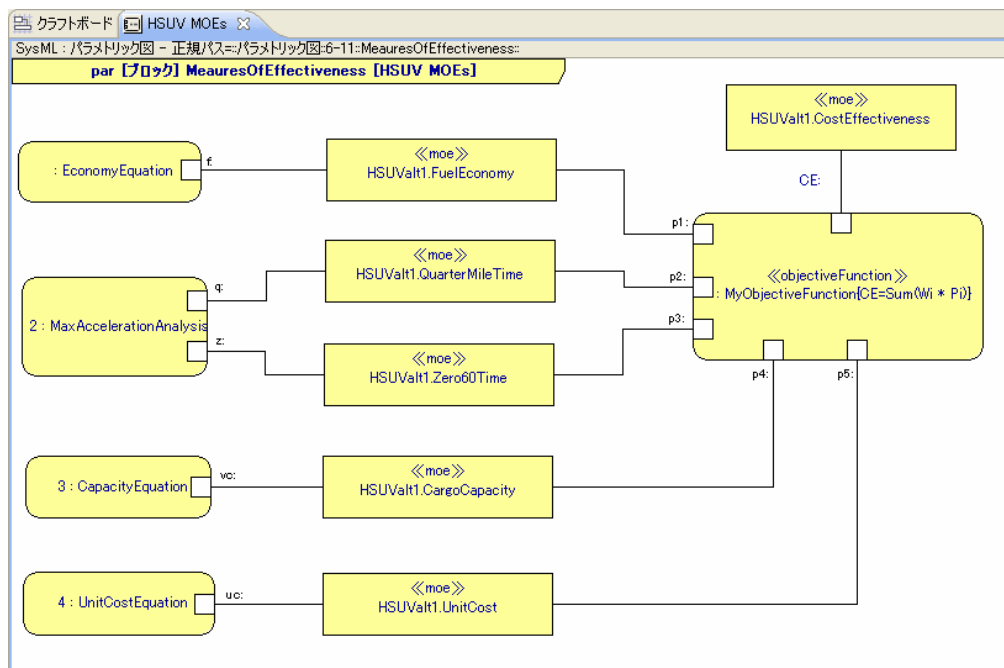 クラフトボード HSUV MOEs
SysML : パラメトリック図 - 正規パス=::パラメトリック図::6-11::MeauresOfEffectiveness::
par [ブロック] MeauresOfEffectiveness [HSUV MOEs]
≪moe≫
HSUValt1.CostEffectiveness
CE:
: EconomyEquation
f:
≪moe≫
HSUValt1.FuelEconomy
p1:
2 : MaxAccelerationAnalysis
q:
z:
≪moe≫
HSUValt1.QuarterMileTime
p2:
≪objectiveFunction≫
: MyObjectiveFunction{CE=Sum(Wi * Pi)}
p3:
≪moe≫
HSUValt1.Zero60Time
p4:
p5:
3 : CapacityEquation
vc:
≪moe≫
HSUValt1.CargoCapacity
4 : UnitCostEquation
uc:
≪moe≫
HSUValt1.UnitCost